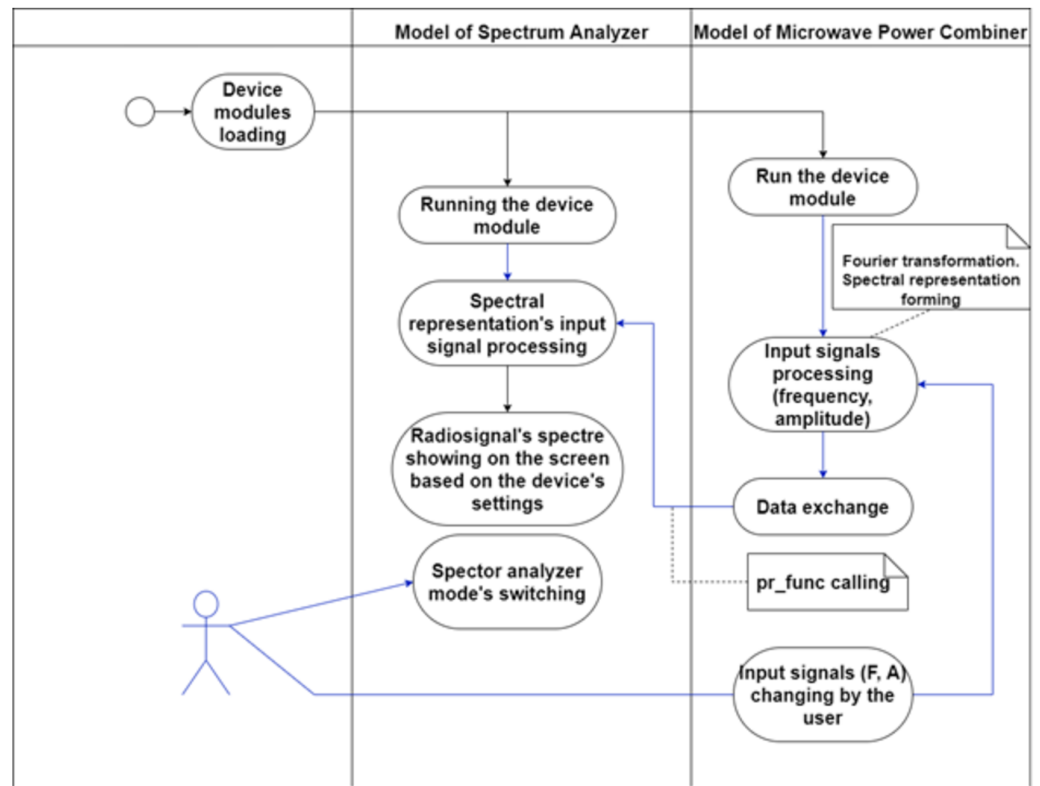 Model of Spectrum Analyzer
Model of Microwave Power Combiner
Device
modules
loading
Running the device
module
Spectral
representation's input
signal processing
Radiosignal's spectre
showing on the screen
based on the device's
settings
Spector analyzer
mode's switching
Run the device
module
Fourier transformation.
Spectral representation
forming
Input signals
processing
(frequency,
amplitude)
Data exchange
pr_func calling
Input signals (F, A)
changing by the
user